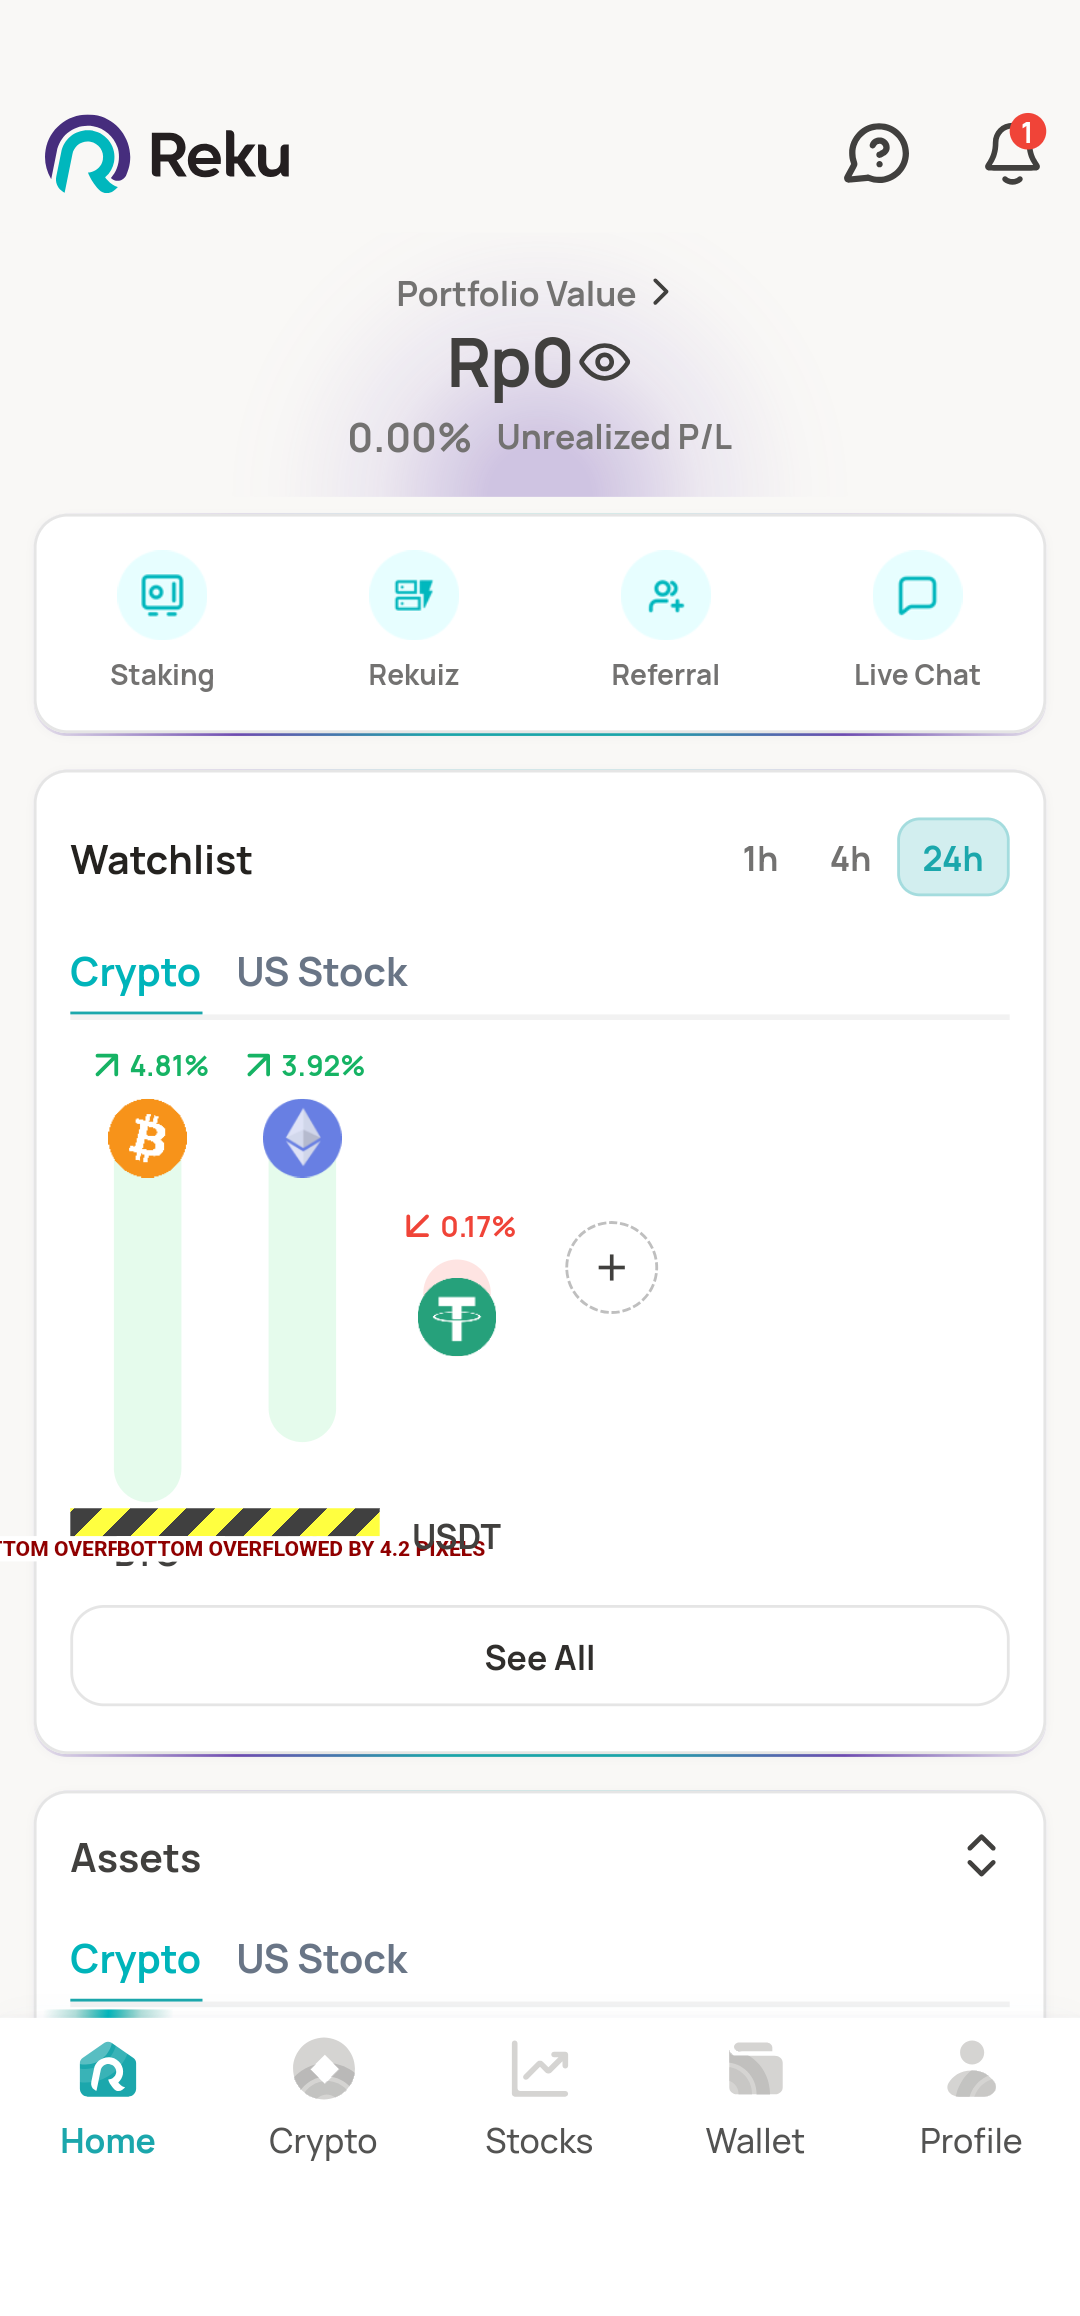 Reku
1
Portfolio Value
Rp0
0.00% Unrealized P/L
Staking Rekuiz Referral Live Chat
Watchlist 1h 4h 24h
Crypto US Stock
4.81% 3.92%
0.17%
USDT
TOM OVERFBOTTOM OVERFLOWED BY 4.2 PIXELS
See All
Assets
Crypto US Stock
Home Crypto Stocks Wallet Profile